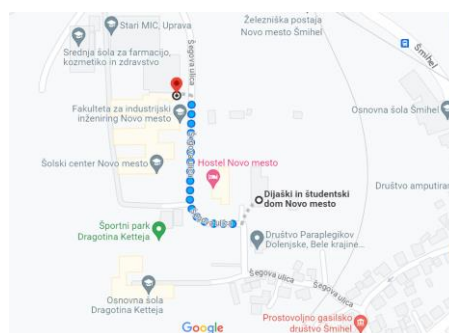 Stari MIC, Uprava
Železniška postaja
Novo mesto Šmihel
Srednja šola za farmacijo,
kozmetiko in zdravstvo
Šegova ulica
Šmihel
Fakulteta za industrijski
inženiring Novo mesto
Osnovna šola Šmihel
Šolski center Novo mesto
Hostel Novo mesto
Dijaški in študentski
dom Novo mesto
Društvo amputiran
Športni park
Dragotina Ketteja
Društvo Paraplegikov
Dolenjske, Bele krajine...
Šegova ulica
Šegova ulica
Osnovna šola
Dragotina Ketteja
Google
Prostovoljno gasilsko
društvo Šmihel